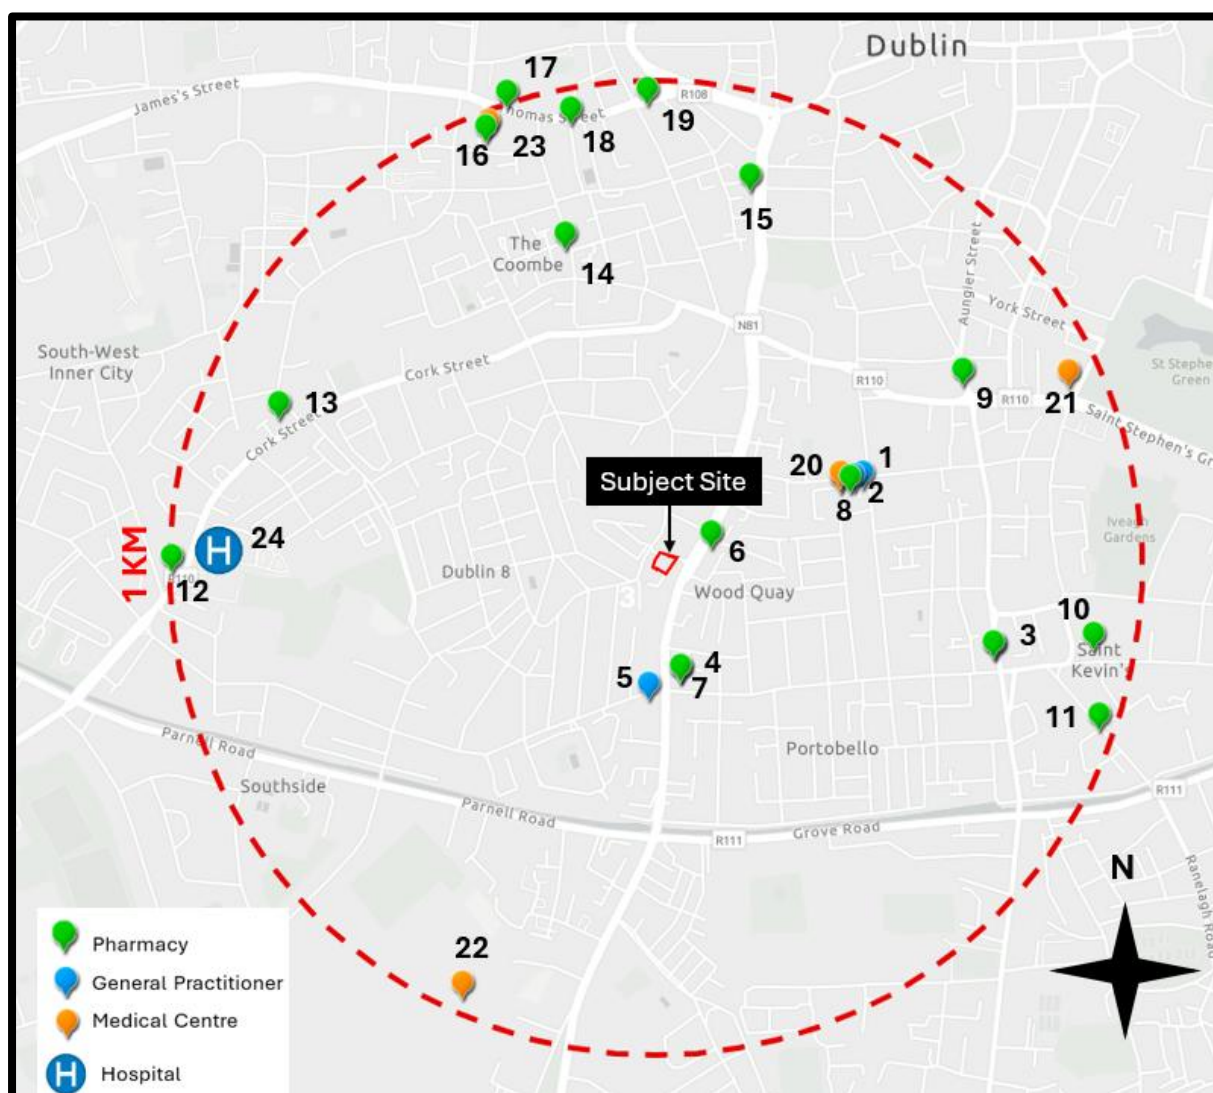 Dublin
17
James's Street
R108
Thomas Street
19
18
16
23
15
The
Coombe
14
Aungier Street
York Street
N81
South-West
Inner City
Cork Street
St Stephe
Green
R110
13
9
R110
21
Cork Street
Saint Stephen's Gr
1
20
Subject Site
2
8
Iveagh
Gardens
24
H
6
1 KM
R110
Dublin 8
12
Wood Quay
3
10
3
Saint
Kevin's
4
5
7
11
Parnell Road
Portobello
Southside
R111
Parnell Road
Grove Road
R111
N
Ranelagh Road
22
Pharmacy
General Practitioner
Medical Centre
H
Hospital